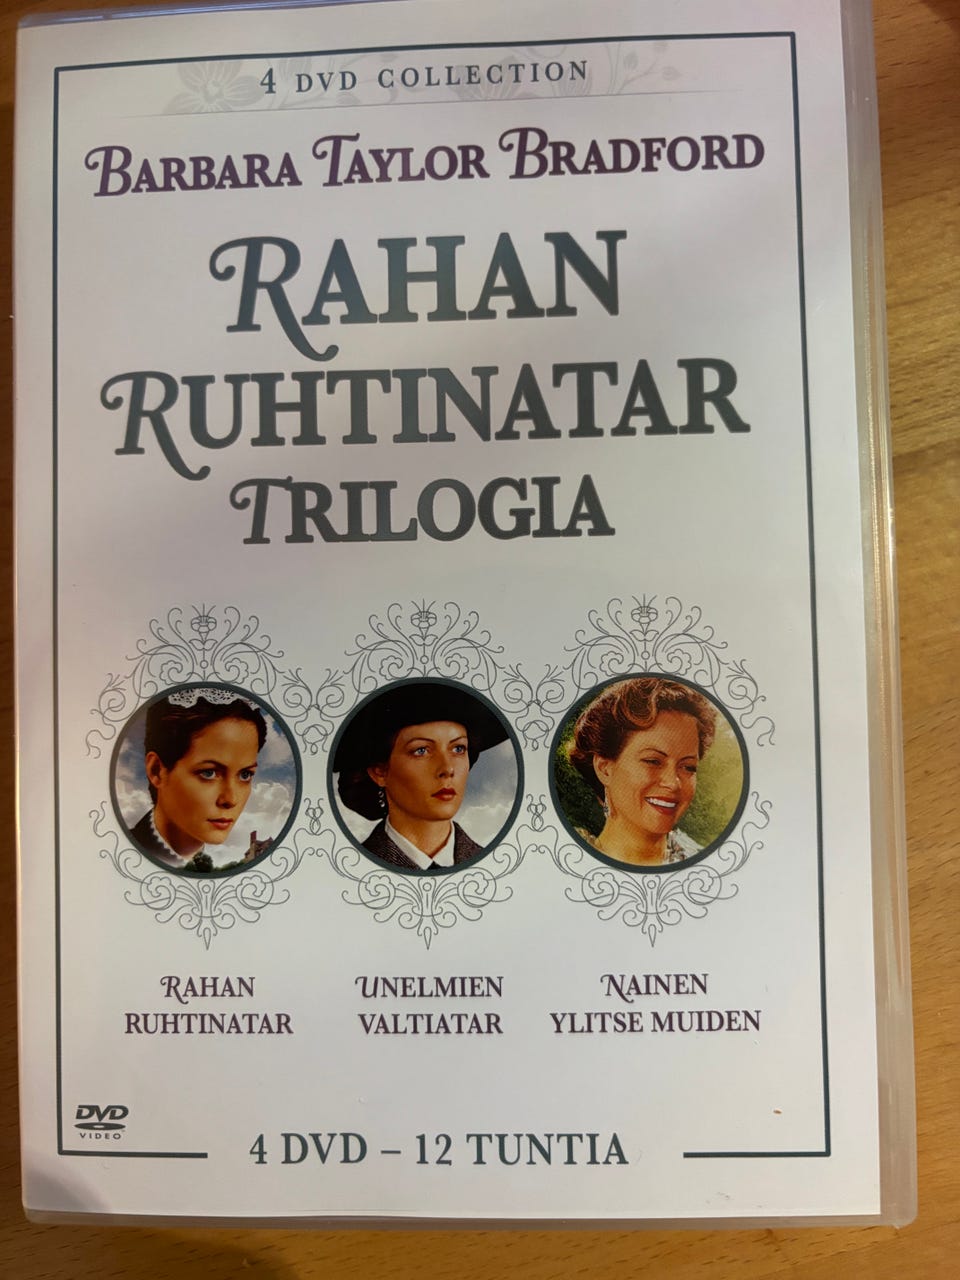 4 DVD COLLECTION
BARBARA TAYLOR BRADFORD
RAHAN
RUHTINATAR
TRILOGIA
RAHAN
RUHTINATAR
UNELMIEN
VALTIATAR
NAINEN
YLITSE MUIDEN
DVD
VIDEO
4 DVD – 12 TUNTIA